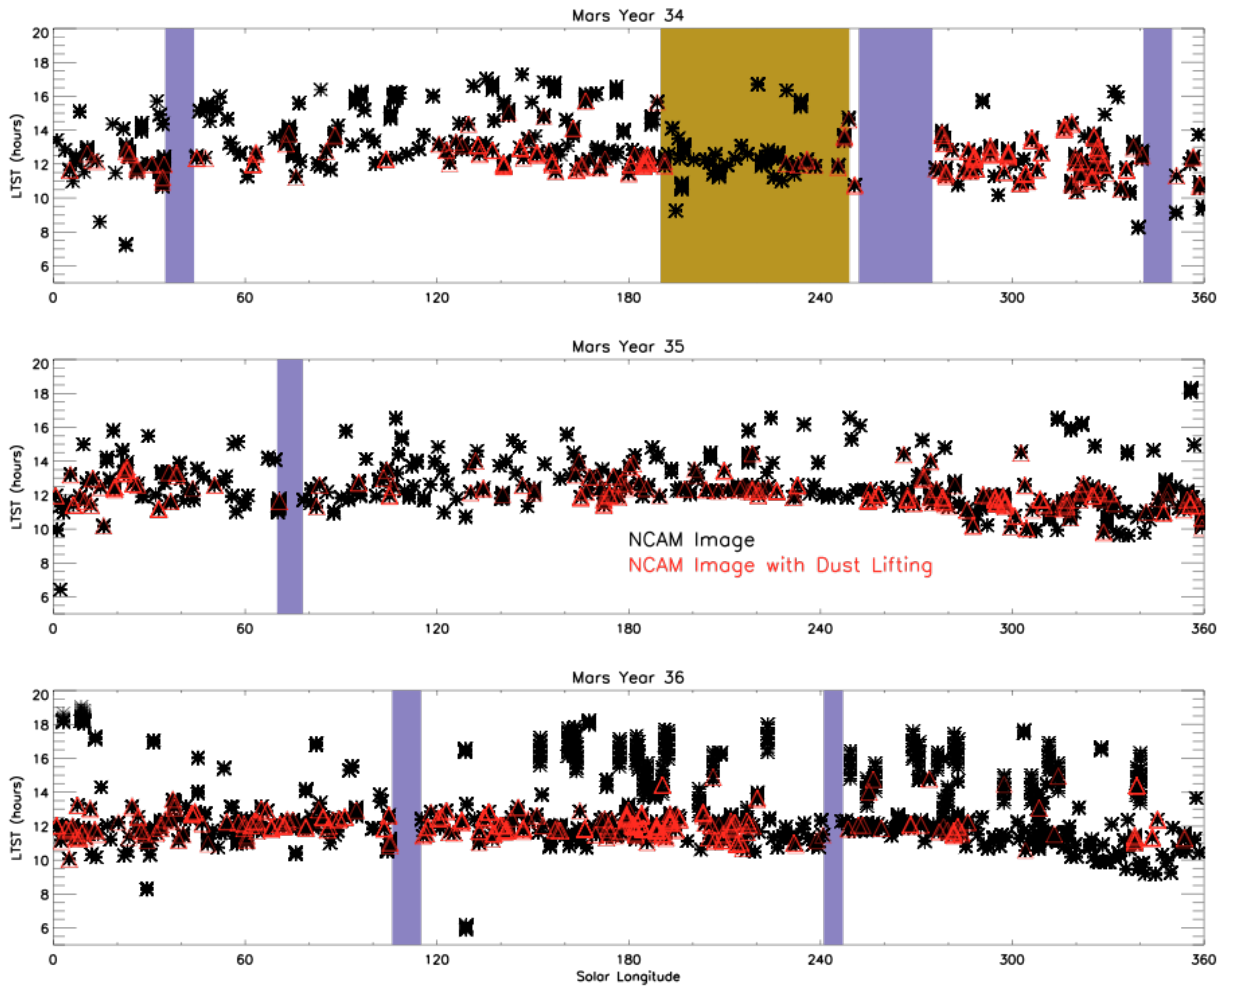 Mars Year 34
20
18
16
14
12
10
8
6
LTST (hours)
0 60 120 180 240 300 360
Mars Year 35
20
18
16
14
12
10
8
6
LTST (hours)
NCAM Image
NCAM Image with Dust Lifting
0 60 120 180 240 300 360
Mars Year 36
20
18
16
14
12
10
8
6
LTST (hours)
0 60 120 180 240 300 360
Solar Longitude